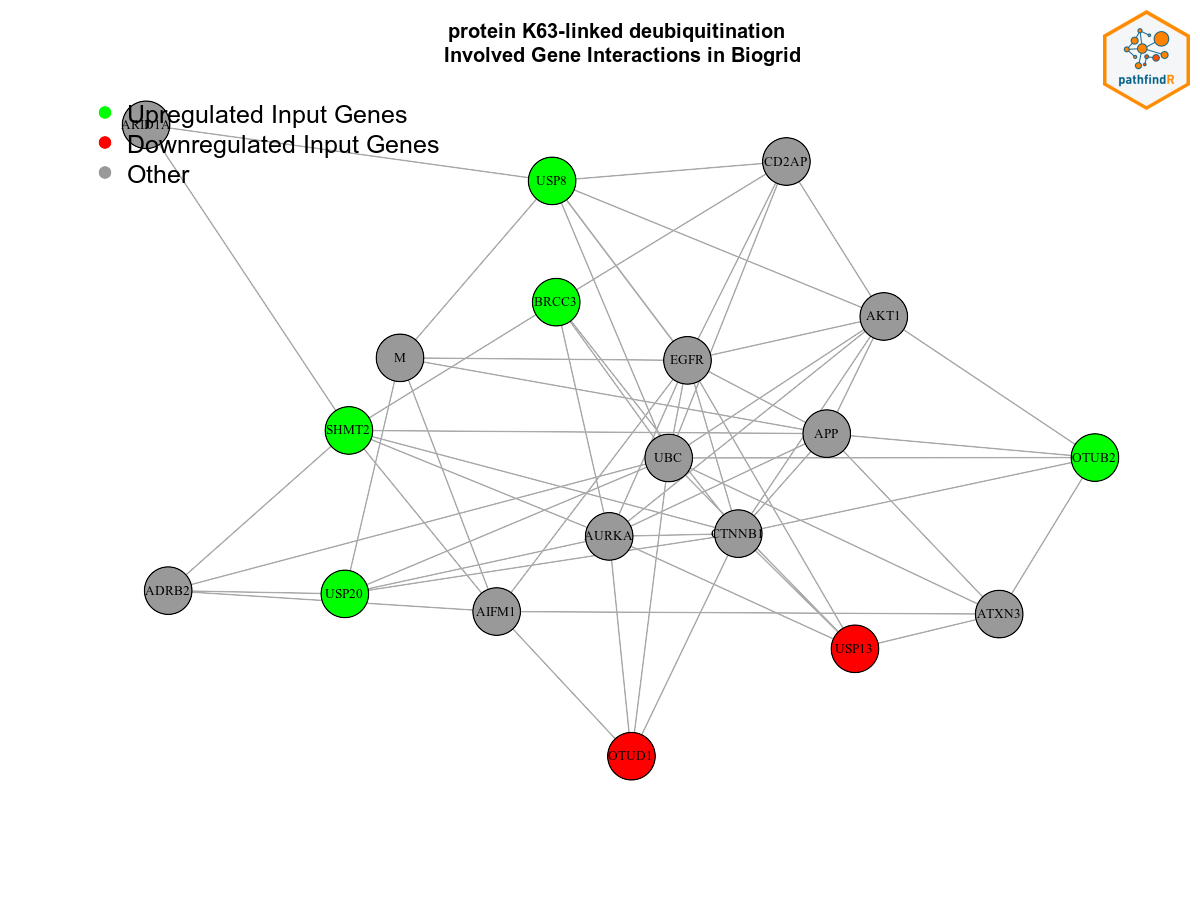 protein K63-linked deubiquitination
Involved Gene Interactions in Biogrid
pathfindR
Upregulated Input Genes
Downregulated Input Genes
Other
ARID1A
CD2AP
USP8
BRCC3
AKT1
M
EGFR
SHMT2
APP
UBC
OTUB2
AURKA
CTNNB1
ADRB2
USP20
AIFM1
ATXN3
USP13
OTUD1